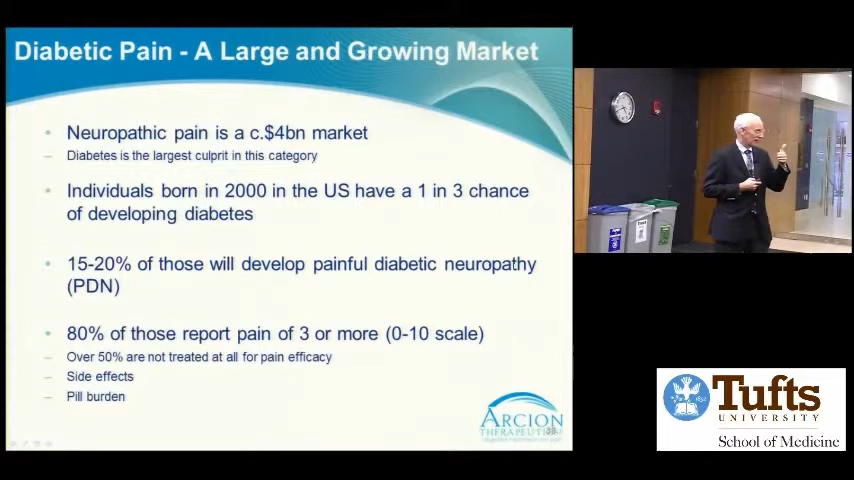 Diabetic Pain - A Large and Growing Market
• Neuropathic pain is a c.$4bn market
– Diabetes is the largest culprit in this category
• Individuals born in 2000 in the US have a 1 in 3 chance
of developing diabetes
• 15-20% of those will develop painful diabetic neuropathy
(PDN)
• 80% of those report pain of 3 or more (0-10 scale)
– Over 50% are not treated at all for pain efficacy
– Side effects
– Pill burden
ARCION
THERAPEUTICS
Tufts
UNIVERSITY
School of Medicine